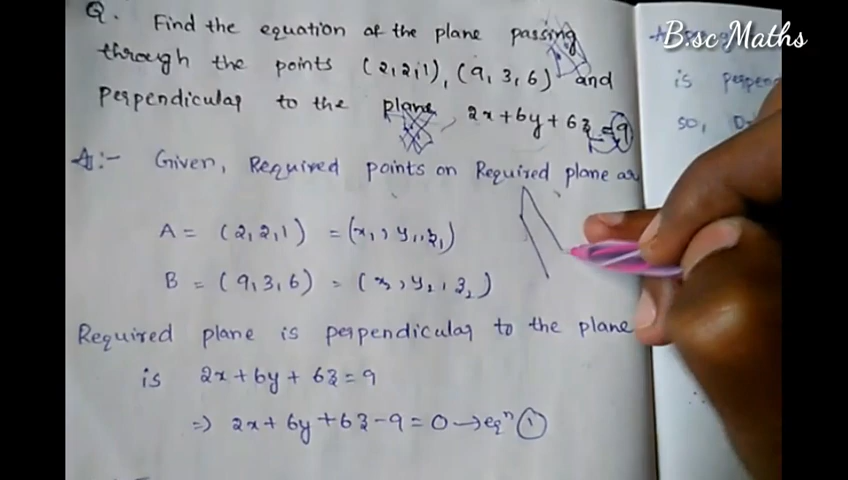 Q. Find the equation of the plane passing
through the points (2,2,1), (9,3,6) and
perpendicular to the plane 2x+6y+6z=9
A:- Given, Required points on Required plane ar
A = (2,2,1) = (x₁, y₁, z₁)
B = (9,3,6) = (x₂, y₂, z₂)
Required plane is perpendicular to the plane
is 2x+6y+6z=9
=> 2x+6y+6z-9=0 → eqⁿ ①
B.sc Maths
is perpen
so,